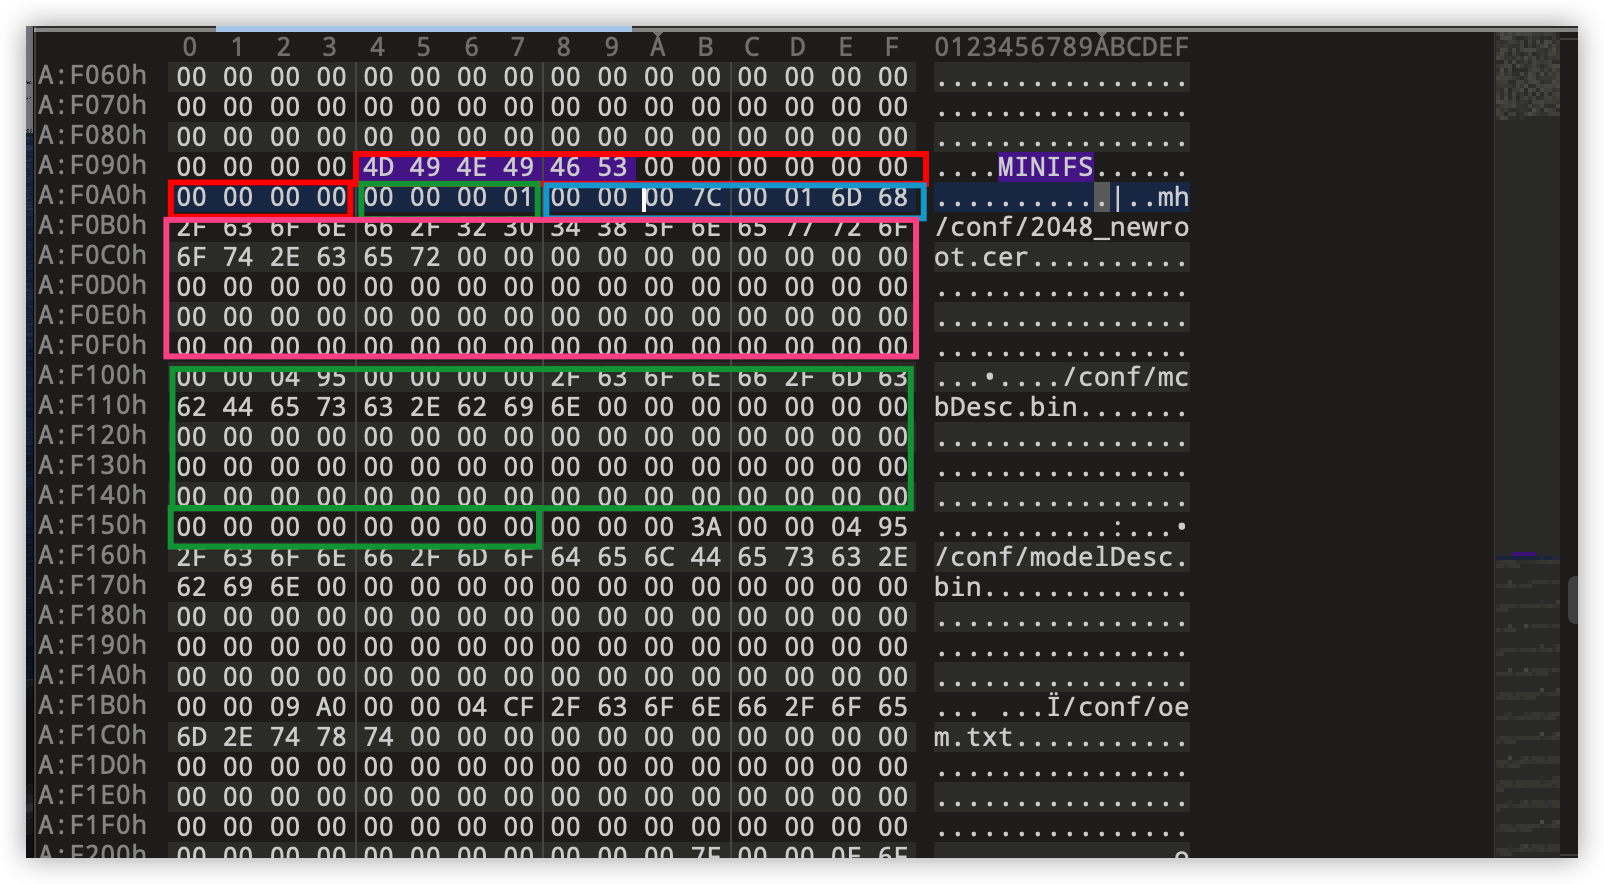 0 1 2 3 4 5 6 7 8 9 A B C D E F 0123456789ABCDEF
A:F060h 00 00 00 00 00 00 00 00 00 00 00 00 00 00 00 00 ................
A:F070h 00 00 00 00 00 00 00 00 00 00 00 00 00 00 00 00 ................
A:F080h 00 00 00 00 00 00 00 00 00 00 00 00 00 00 00 00 ................
A:F090h 00 00 00 00 4D 49 4E 49 46 53 00 00 00 00 00 00 ....MINIFS......
A:F0A0h 00 00 00 00 00 00 00 01 00 00 00 7C 00 01 6D 68 ...........|..mh
A:F0B0h 2F 63 6F 6E 66 2F 32 30 34 38 5F 6E 65 77 72 6F /conf/2048_newro
A:F0C0h 6F 74 2E 63 65 72 00 00 00 00 00 00 00 00 00 00 ot.cer..........
A:F0D0h 00 00 00 00 00 00 00 00 00 00 00 00 00 00 00 00 ................
A:F0E0h 00 00 00 00 00 00 00 00 00 00 00 00 00 00 00 00 ................
A:F0F0h 00 00 00 00 00 00 00 00 00 00 00 00 00 00 00 00 ................
A:F100h 00 00 04 95 00 00 00 00 2F 63 6F 6E 66 2F 6D 63 ...•..../conf/mc
A:F110h 62 44 65 73 63 2E 62 69 6E 00 00 00 00 00 00 00 bDesc.bin.......
A:F120h 00 00 00 00 00 00 00 00 00 00 00 00 00 00 00 00 ................
A:F130h 00 00 00 00 00 00 00 00 00 00 00 00 00 00 00 00 ................
A:F140h 00 00 00 00 00 00 00 00 00 00 00 00 00 00 00 00 ................
A:F150h 00 00 00 00 00 00 00 00 00 00 00 3A 00 00 04 95 ...........:...•
A:F160h 2F 63 6F 6E 66 2F 6D 6F 64 65 6C 44 65 73 63 2E /conf/modelDesc.
A:F170h 62 69 6E 00 00 00 00 00 00 00 00 00 00 00 00 00 bin.............
A:F180h 00 00 00 00 00 00 00 00 00 00 00 00 00 00 00 00 ................
A:F190h 00 00 00 00 00 00 00 00 00 00 00 00 00 00 00 00 ................
A:F1A0h 00 00 00 00 00 00 00 00 00 00 00 00 00 00 00 00 ................
A:F1B0h 00 00 09 A0 00 00 04 CF 2F 63 6F 6E 66 2F 6F 65 ... ...Ï/conf/oe
A:F1C0h 6D 2E 74 78 74 00 00 00 00 00 00 00 00 00 00 00 m.txt...........
A:F1D0h 00 00 00 00 00 00 00 00 00 00 00 00 00 00 00 00 ................
A:F1E0h 00 00 00 00 00 00 00 00 00 00 00 00 00 00 00 00 ................
A:F1F0h 00 00 00 00 00 00 00 00 00 00 00 00 00 00 00 00 ................
A:F200h 00 00 00 00 00 00 00 00 00 00 00